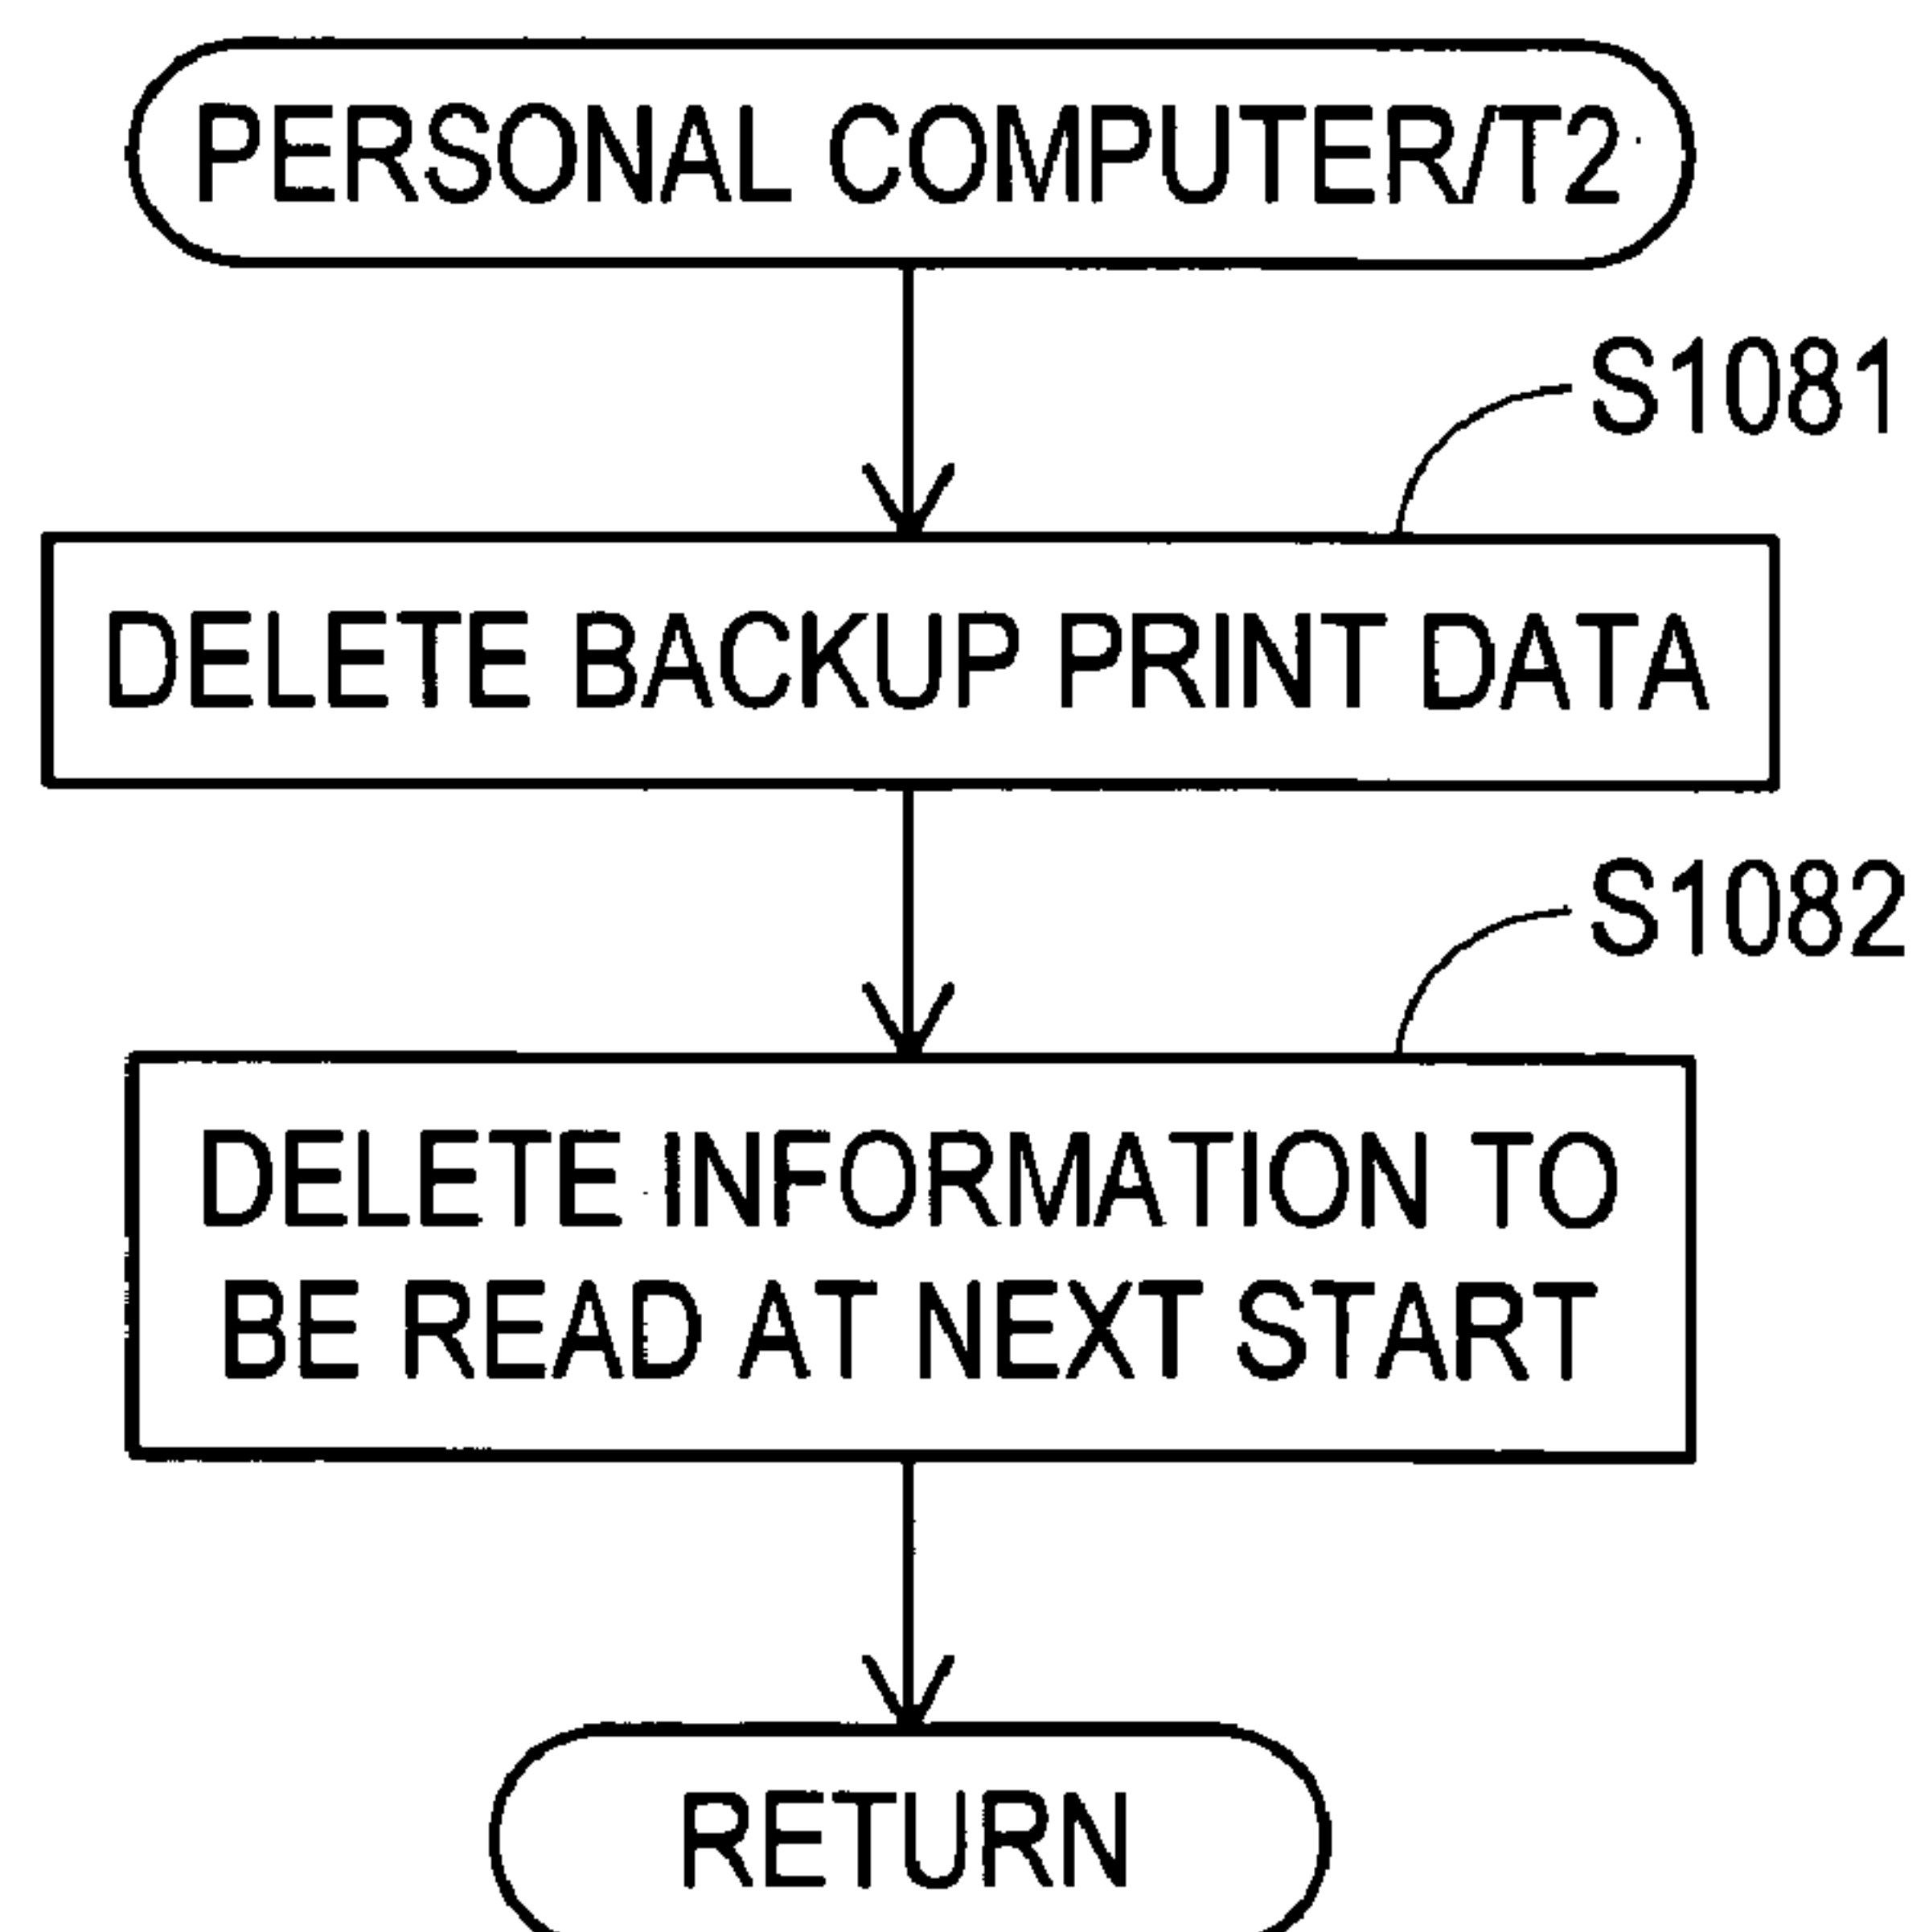 PERSONAL COMPUTER/T2
S1081
DELETE BACKUP PRINT DATA
S1082
DELETE INFORMATION TO
BE READ AT NEXT START
RETURN